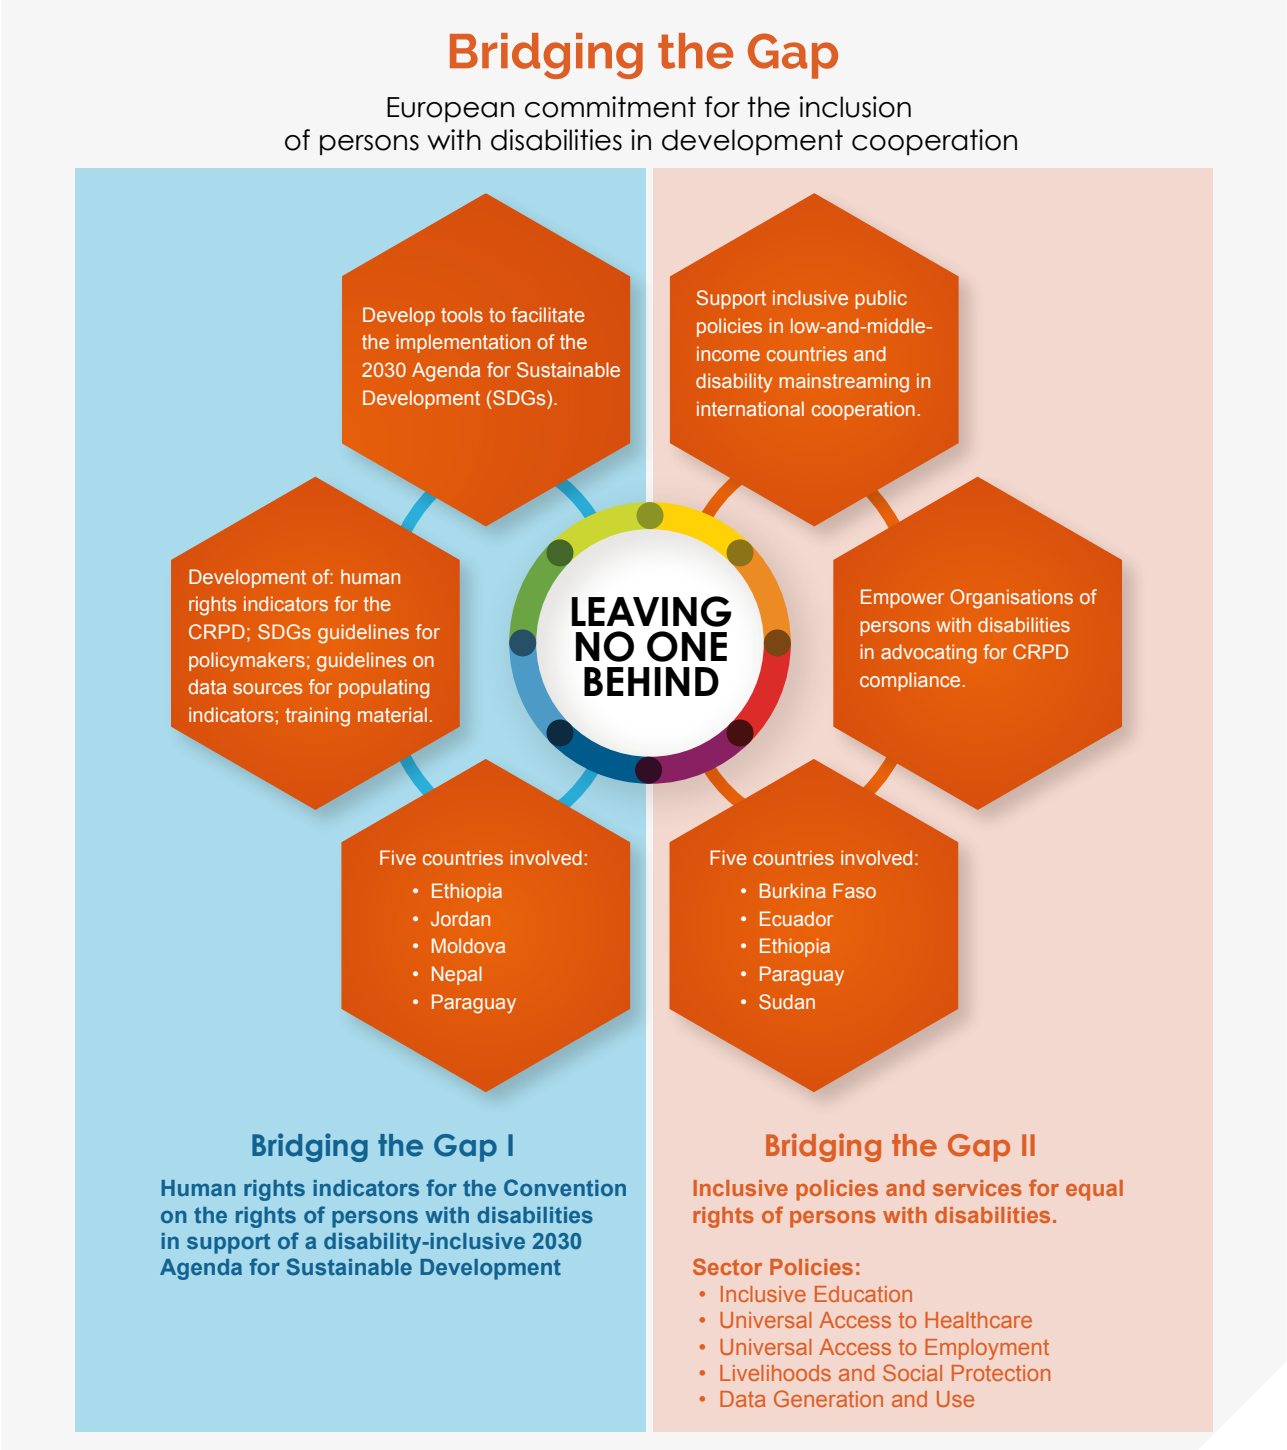 Bridging the Gap
European commitment for the inclusion
of persons with disabilities in development cooperation
Develop tools to facilitate
the implementation of the
2030 Agenda for Sustainable
Development (SDGs).
Support inclusive public
policies in low-and-middle-
income countries and
disability mainstreaming in
international cooperation.
Development of: human
rights indicators for the
CRPD; SDGs guidelines for
policymakers; guidelines on
data sources for populating
indicators; training material.
LEAVING
NO ONE
BEHIND
Empower Organisations of
persons with disabilities
in advocating for CRPD
compliance.
Five countries involved:
• Ethiopia
• Jordan
• Moldova
• Nepal
• Paraguay
Five countries involved:
• Burkina Faso
• Ecuador
• Ethiopia
• Paraguay
• Sudan
Bridging the Gap I
Human rights indicators for the Convention
on the rights of persons with disabilities
in support of a disability-inclusive 2030
Agenda for Sustainable Development
Bridging the Gap II
Inclusive policies and services for equal
rights of persons with disabilities.
Sector Policies:
• Inclusive Education
• Universal Access to Healthcare
• Universal Access to Employment
• Livelihoods and Social Protection
• Data Generation and Use